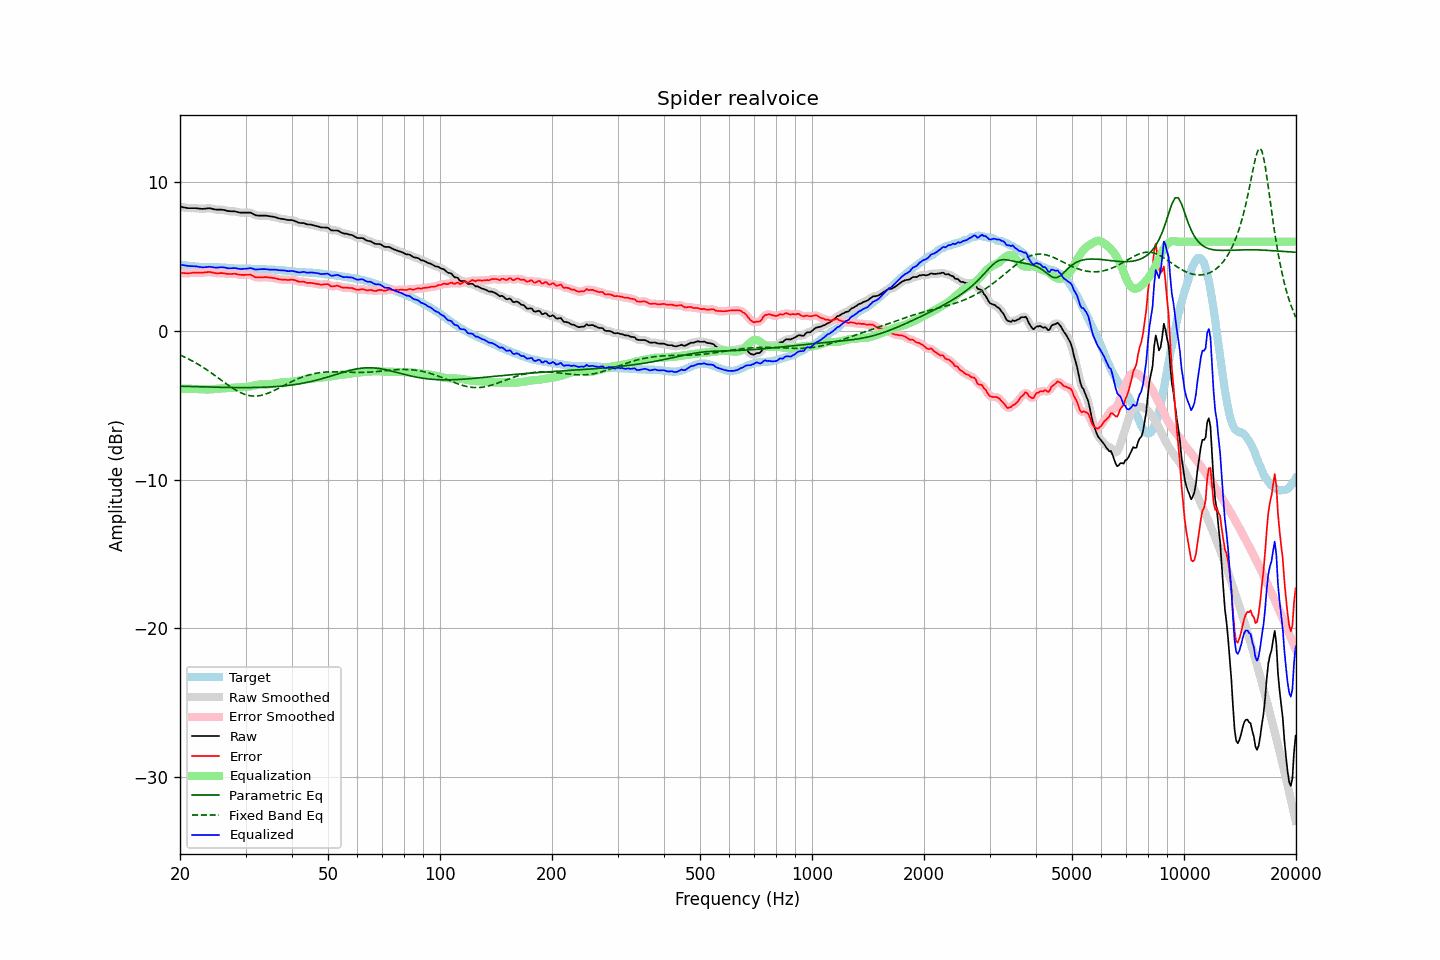 Spider realvoice
Amplitude (dBr)
10
0
−10
−20
−30
Target
Raw Smoothed
Error Smoothed
Raw
Error
Equalization
Parametric Eq
Fixed Band Eq
Equalized
20 50 100 200 500 1000 2000 5000 10000 20000
Frequency (Hz)